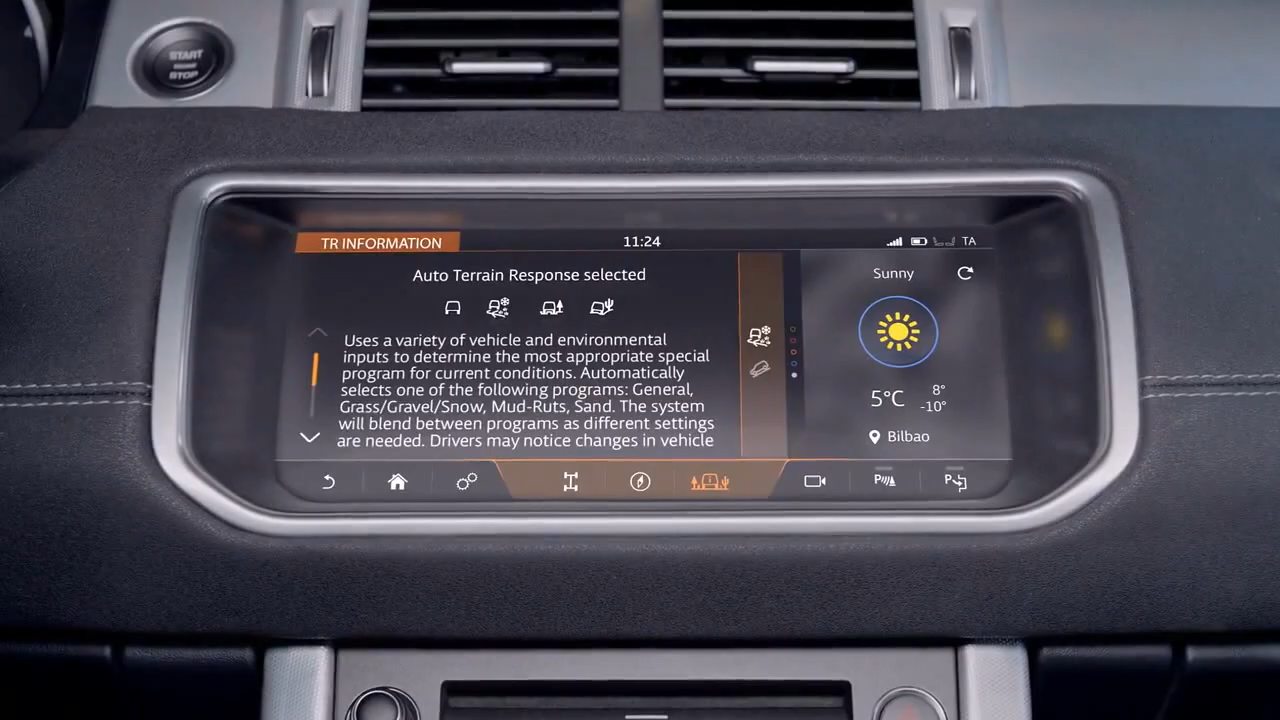 START
ENGINE
STOP
TR INFORMATION
11:24
TA
Auto Terrain Response selected
Uses a variety of vehicle and environmental
inputs to determine the most appropriate special
program for current conditions. Automatically
selects one of the following programs: General,
Grass/Gravel/Snow, Mud-Ruts, Sand. The system
will blend between programs as different settings
are needed. Drivers may notice changes in vehicle
Sunny
5°C
8°
-10°
Bilbao
P
P